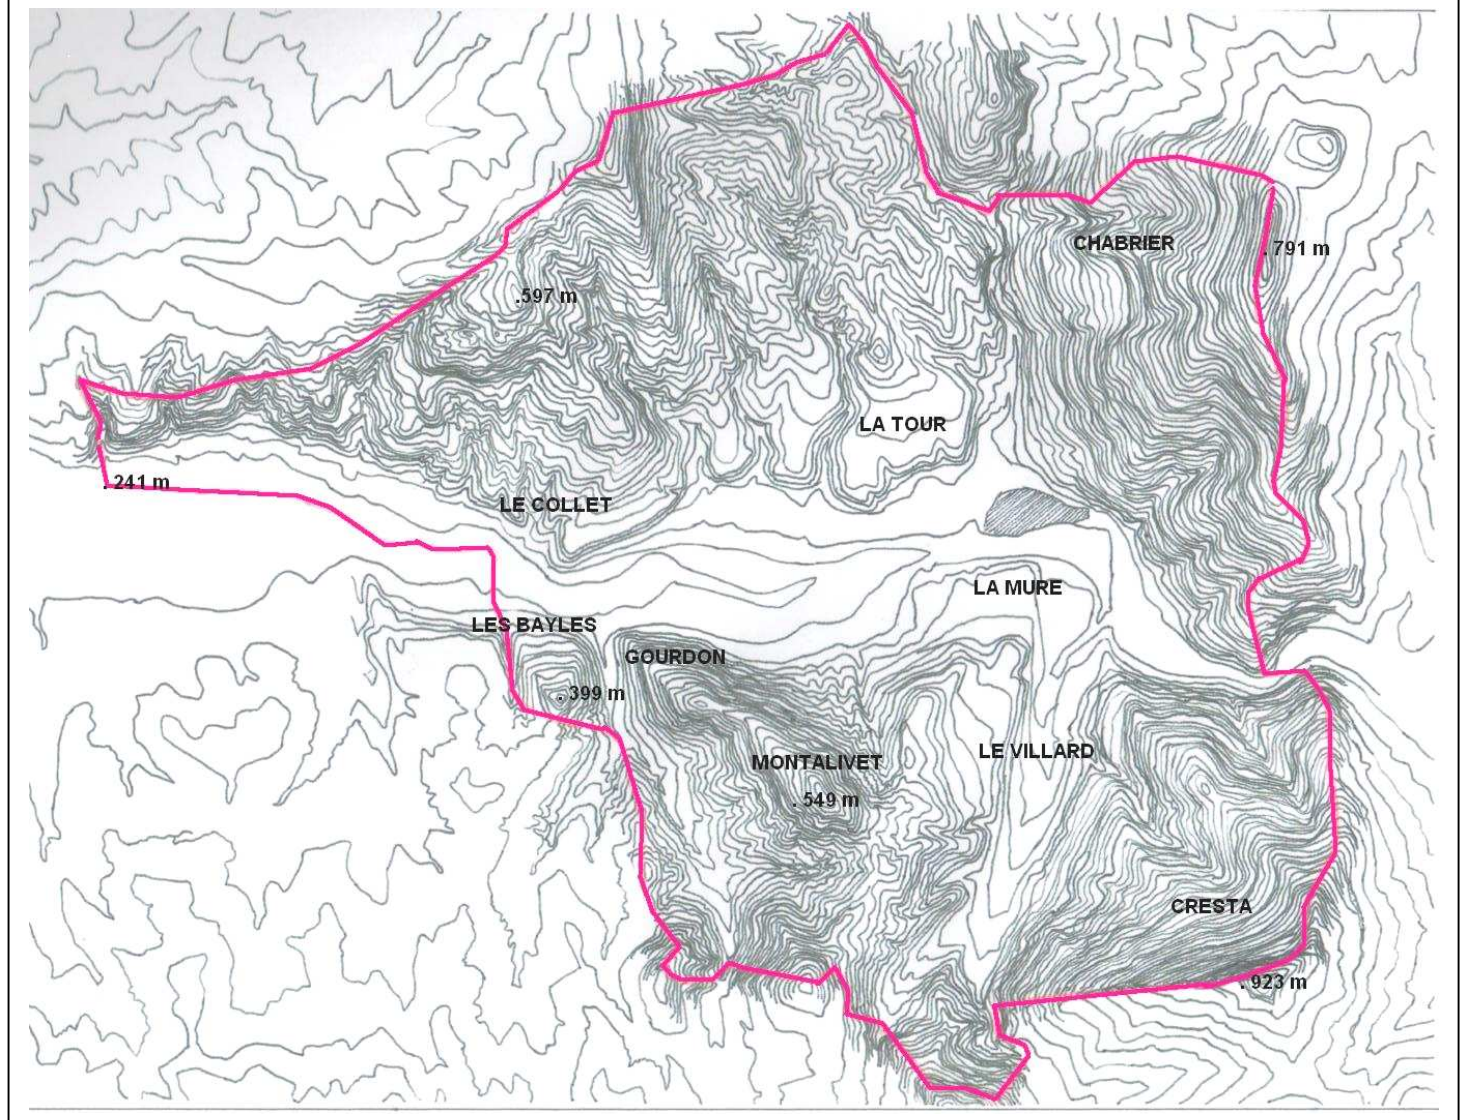 CHABRIER
. 791 m
.597 m
LA TOUR
. 241 m
LE COLLET
LA MURE
LES BAYLES
GOURDON
. 399 m
LE VILLARD
MONTALIVET
. 549 m
CRESTA
. 923 m